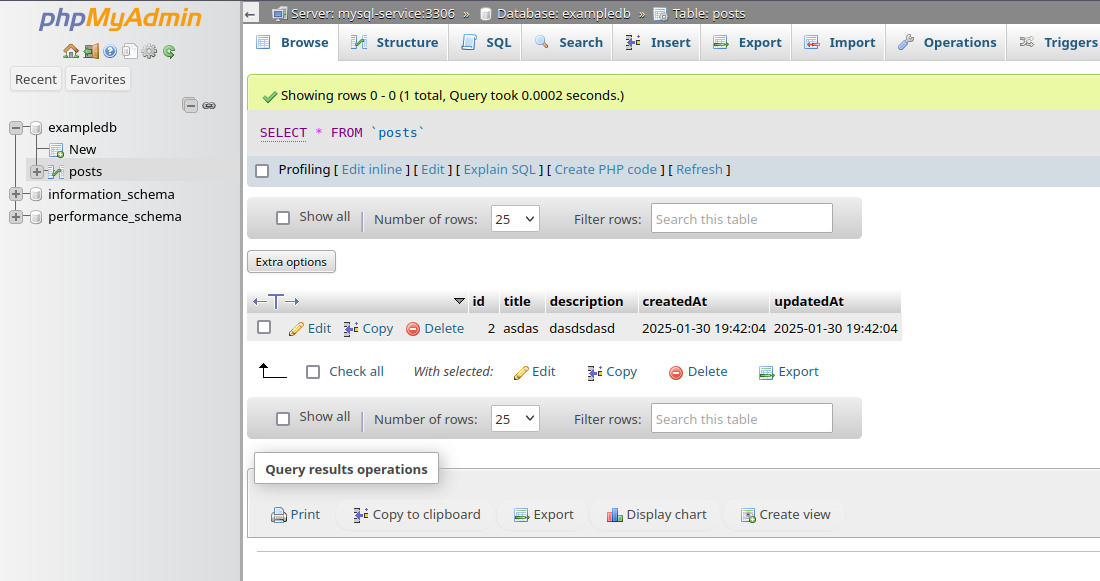 phpMyAdmin
Recent Favorites
exampledb
New
posts
information_schema
performance_schema
Server: mysql-service:3306 » Database: exampledb » Table: posts
Browse Structure SQL Search Insert Export Import Operations Triggers
Showing rows 0 - 0 (1 total, Query took 0.0002 seconds.)
SELECT * FROM `posts`
Profiling [ Edit inline ] [ Edit ] [ Explain SQL ] [ Create PHP code ] [ Refresh ]
Show all Number of rows: 25 Filter rows: Search this table
Extra options
id title description createdAt updatedAt
Edit Copy Delete 2 asdas dasdsdasd 2025-01-30 19:42:04 2025-01-30 19:42:04
Check all With selected: Edit Copy Delete Export
Show all Number of rows: 25 Filter rows: Search this table
Query results operations
Print Copy to clipboard Export Display chart Create view